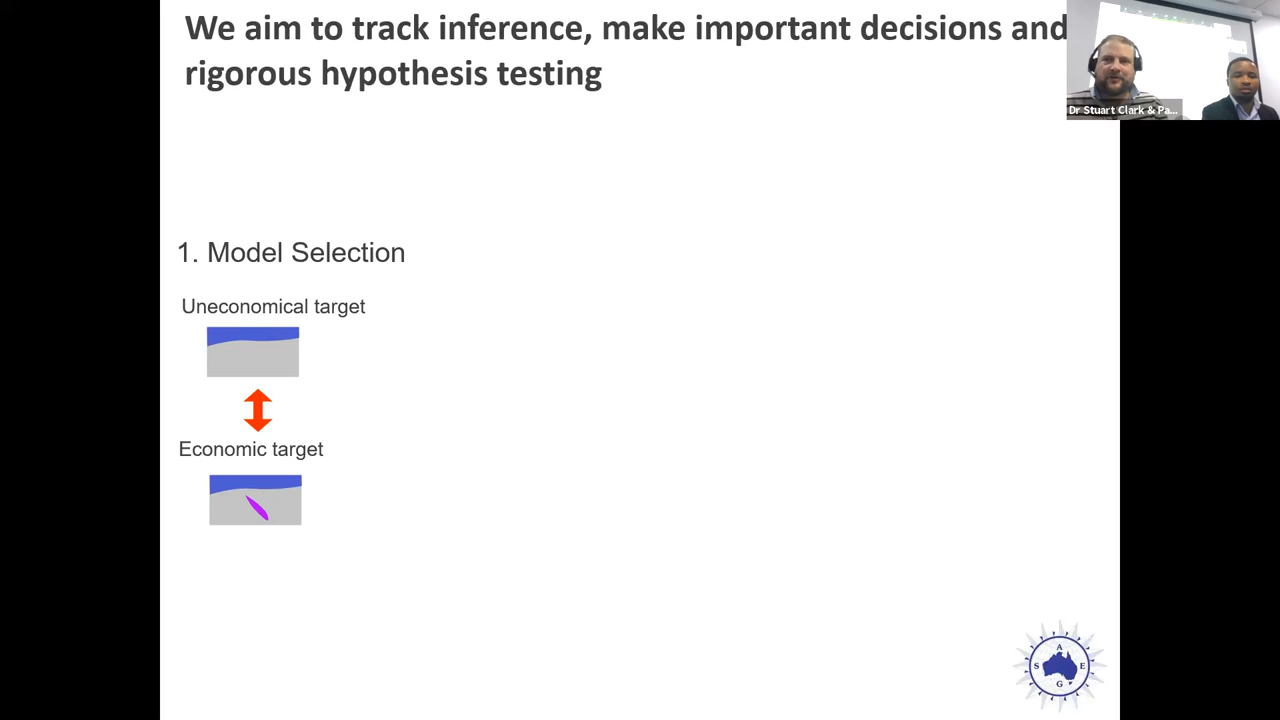 We aim to track inference, make important decisions and
rigorous hypothesis testing
Dr Stuart Clark & Pa...
1. Model Selection
Uneconomical target
Economic target
A
S E
G